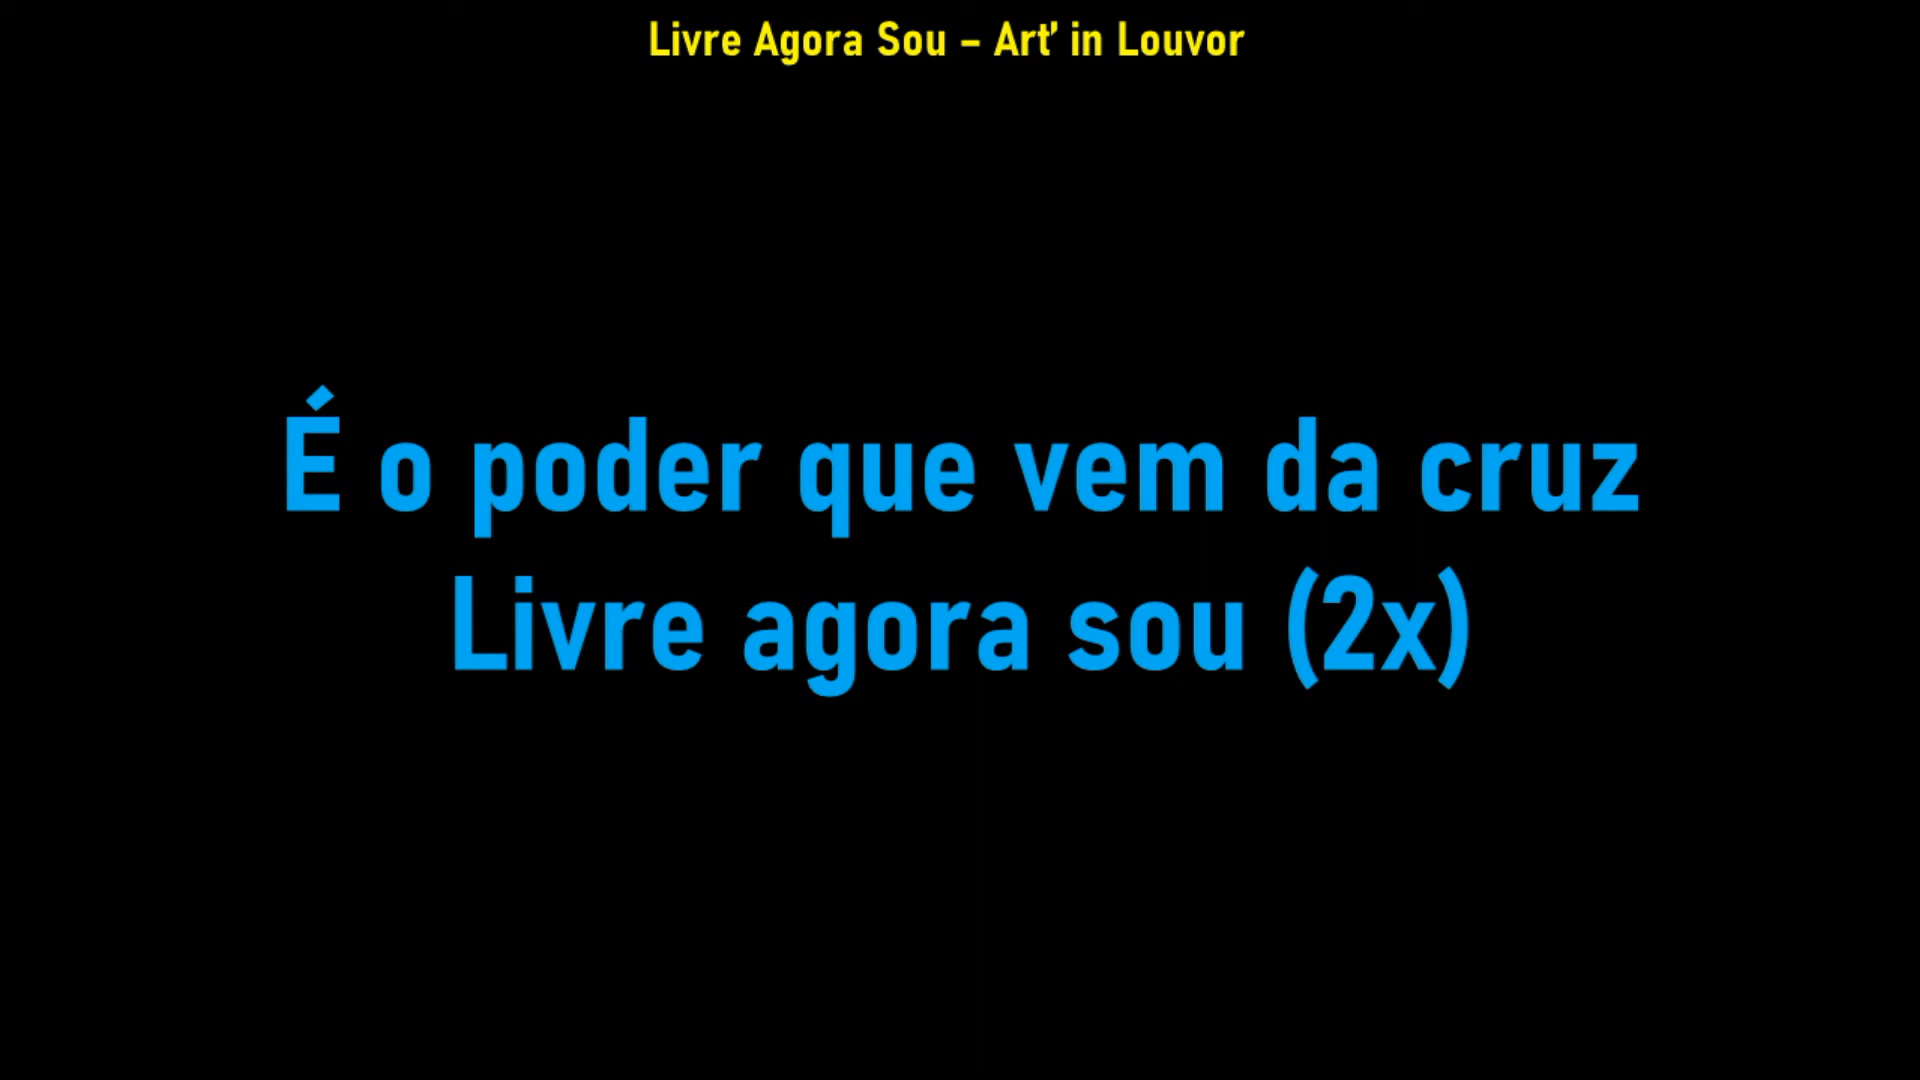 Livre Agora Sou – Art’ in Louvor
É o poder que vem da cruz
Livre agora sou (2x)